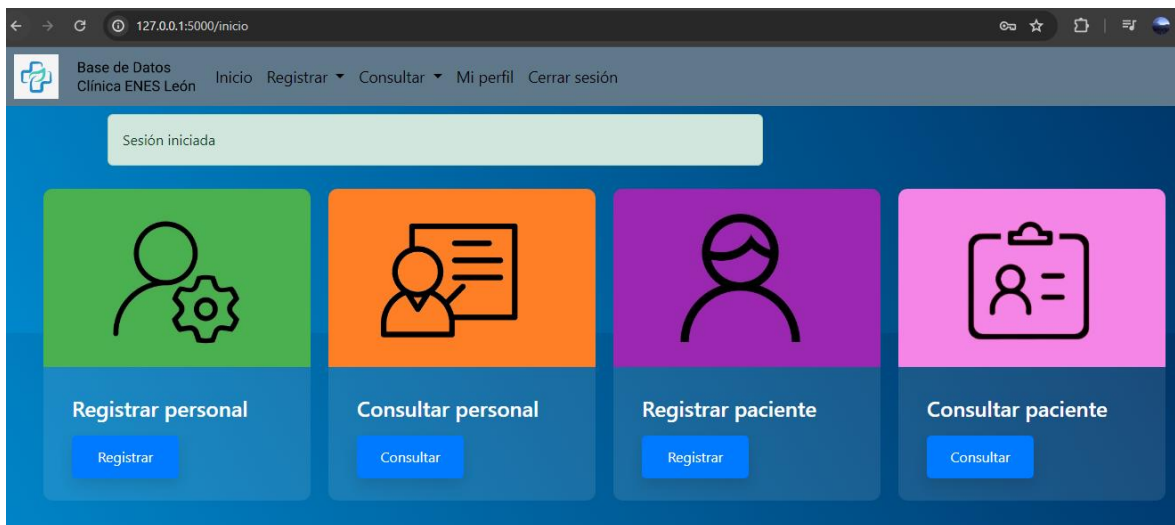 127.0.0.1:5000/inicio
Base de Datos
Clínica ENES León
Inicio Registrar Consultar Mi perfil Cerrar sesión
Sesión iniciada
Registrar personal
Registrar
Consultar personal
Consultar
Registrar paciente
Registrar
Consultar paciente
Consultar